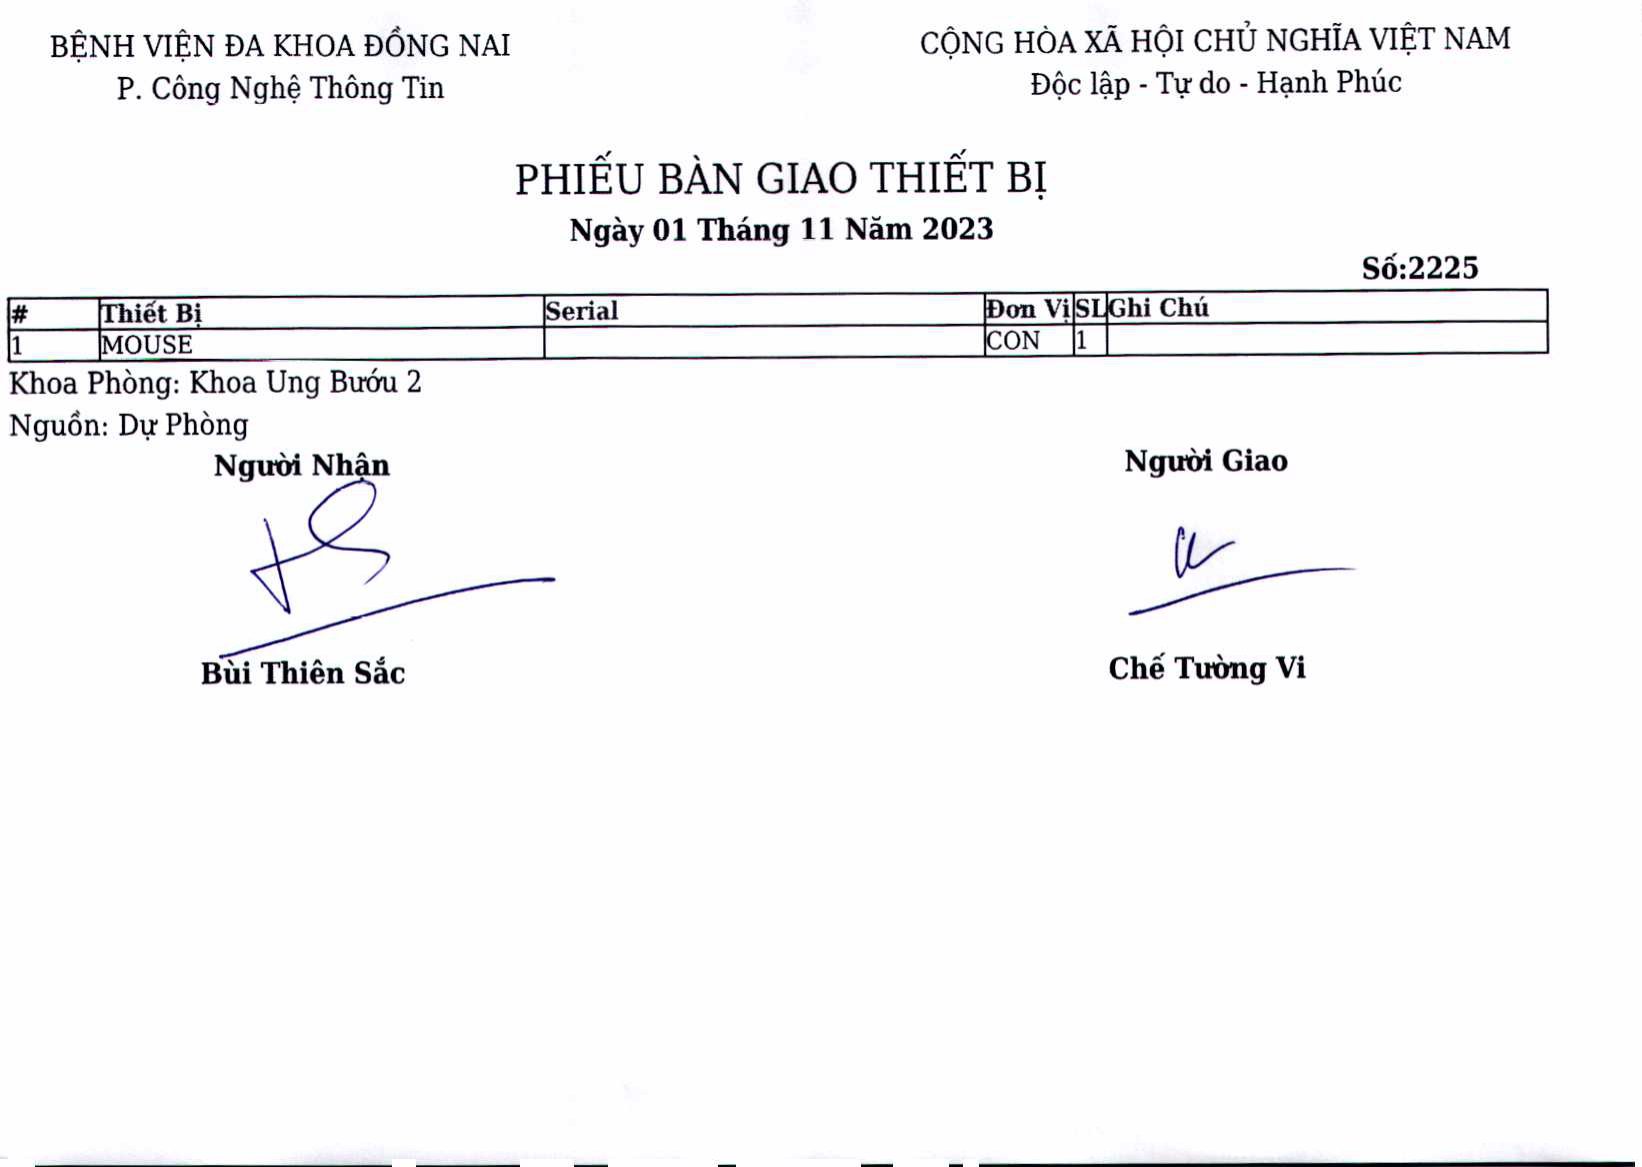 BỆNH VIỆN ĐA KHOA ĐỒNG NAI
P. Công Nghệ Thông Tin
CỘNG HÒA XÃ HỘI CHỦ NGHĨA VIỆT NAM
Độc lập - Tự do - Hạnh Phúc
PHIẾU BÀN GIAO THIẾT BỊ
Ngày 01 Tháng 11 Năm 2023
Số:2225
# Thiết Bị Serial Đơn Vị SL Ghi Chú
1 MOUSE CON 1
Khoa Phòng: Khoa Ung Bướu 2
Nguồn: Dự Phòng
Người Nhận Người Giao
Bùi Thiên Sắc Chế Tường Vi